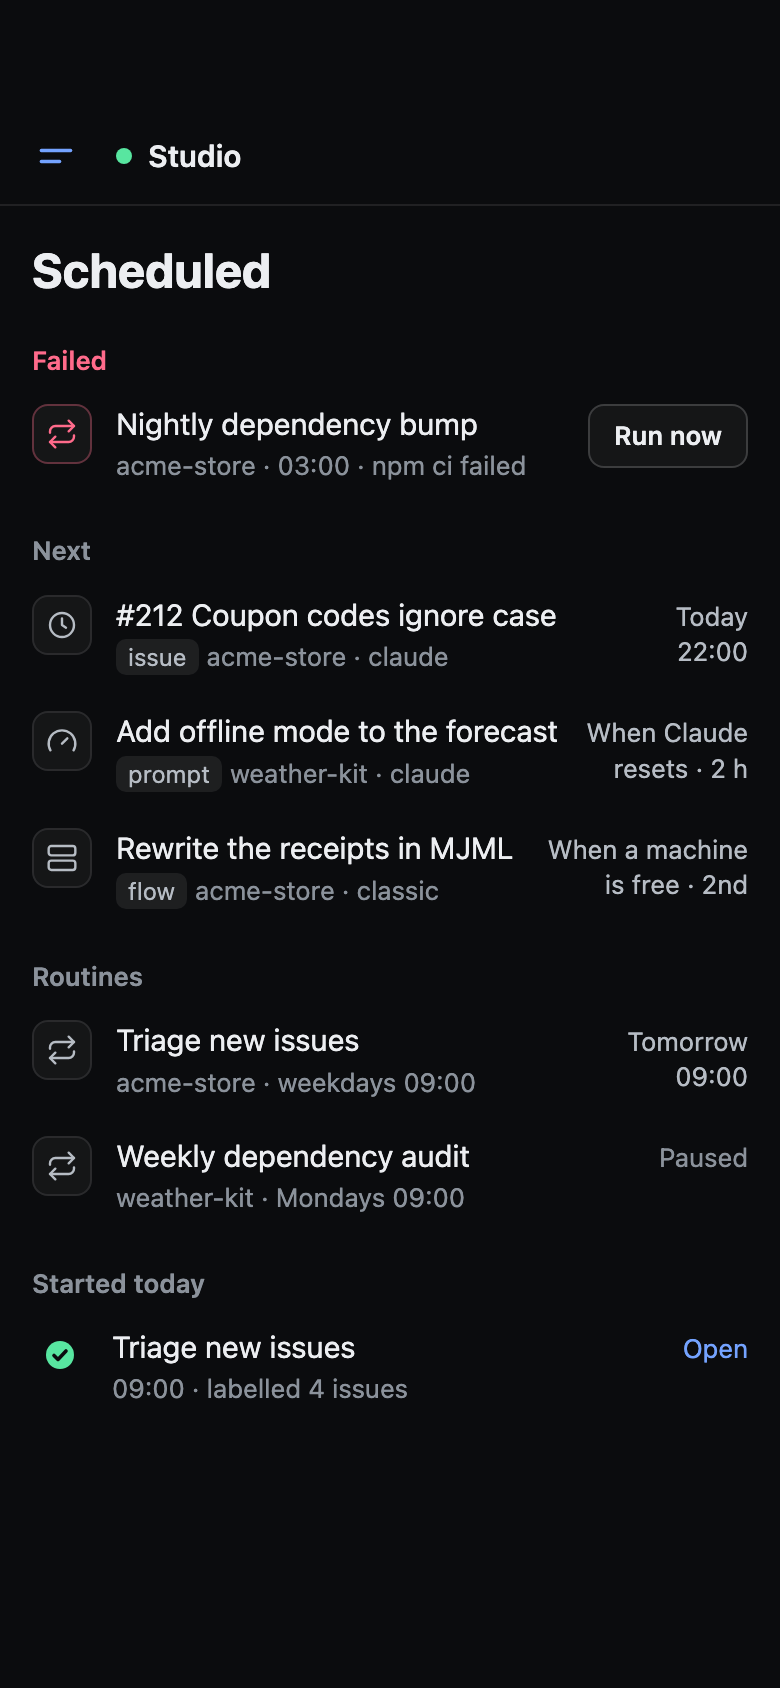 Studio
Scheduled
Failed
Nightly dependency bump
acme-store · 03:00 · npm ci failed
Run now
Next
#212 Coupon codes ignore case
issue acme-store · claude
Today
22:00
Add offline mode to the forecast
prompt weather-kit · claude
When Claude
resets · 2 h
Rewrite the receipts in MJML
flow acme-store · classic
When a machine
is free · 2nd
Routines
Triage new issues
acme-store · weekdays 09:00
Tomorrow
09:00
Weekly dependency audit
weather-kit · Mondays 09:00
Paused
Started today
Triage new issues
09:00 · labelled 4 issues
Open